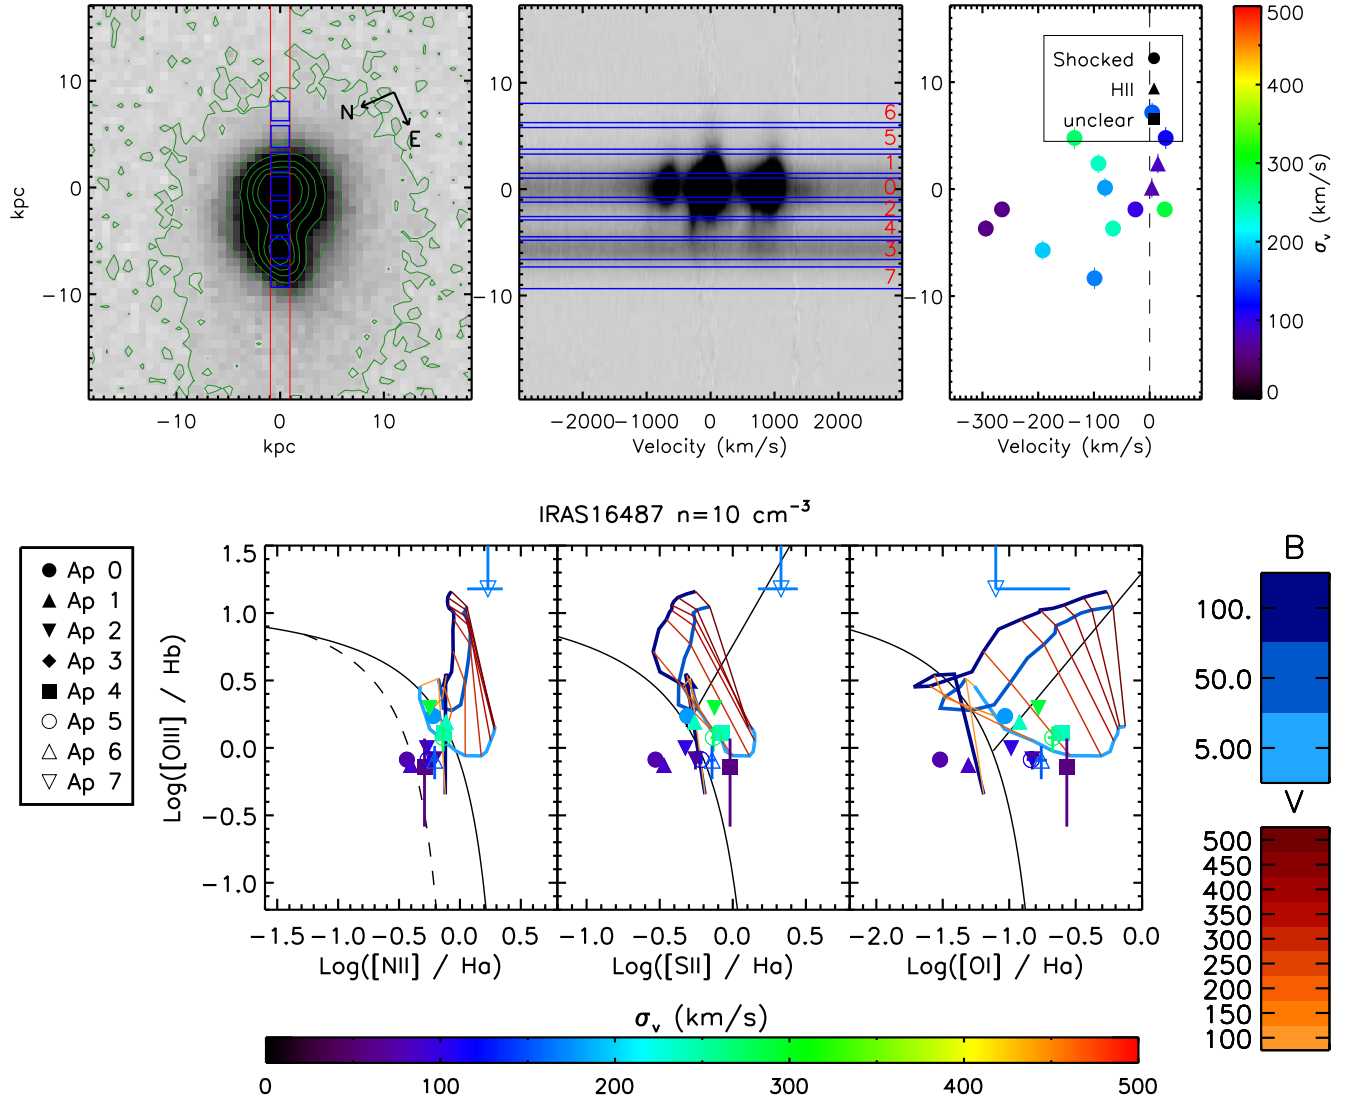 10
0
−10
kpc
−10
0
10
kpc
N
E
10
0
−10
6
5
1
0
2
4
3
7
−2000
−1000
0
1000
2000
Velocity (km/s)
10
0
−10
Shocked
HII
unclear
−300
−200
−100
0
Velocity (km/s)
500
400
300
200
100
0
σv (km/s)
IRAS16487 n=10 cm−3
Ap 0
Ap 1
Ap 2
Ap 3
Ap 4
Ap 5
Ap 6
Ap 7
1.5
1.0
0.5
0.0
−0.5
−1.0
Log([OIII] / Hb)
−1.5
−1.0
−0.5
0.0
0.5
Log([NII] / Ha)
−1.0
−0.5
0.0
0.5
Log([SII] / Ha)
−2.0
−1.5
−1.0
−0.5
0.0
Log([OI] / Ha)
B
100.
50.0
5.00
V
500
450
400
350
300
250
200
150
100
σv (km/s)
0
100
200
300
400
500